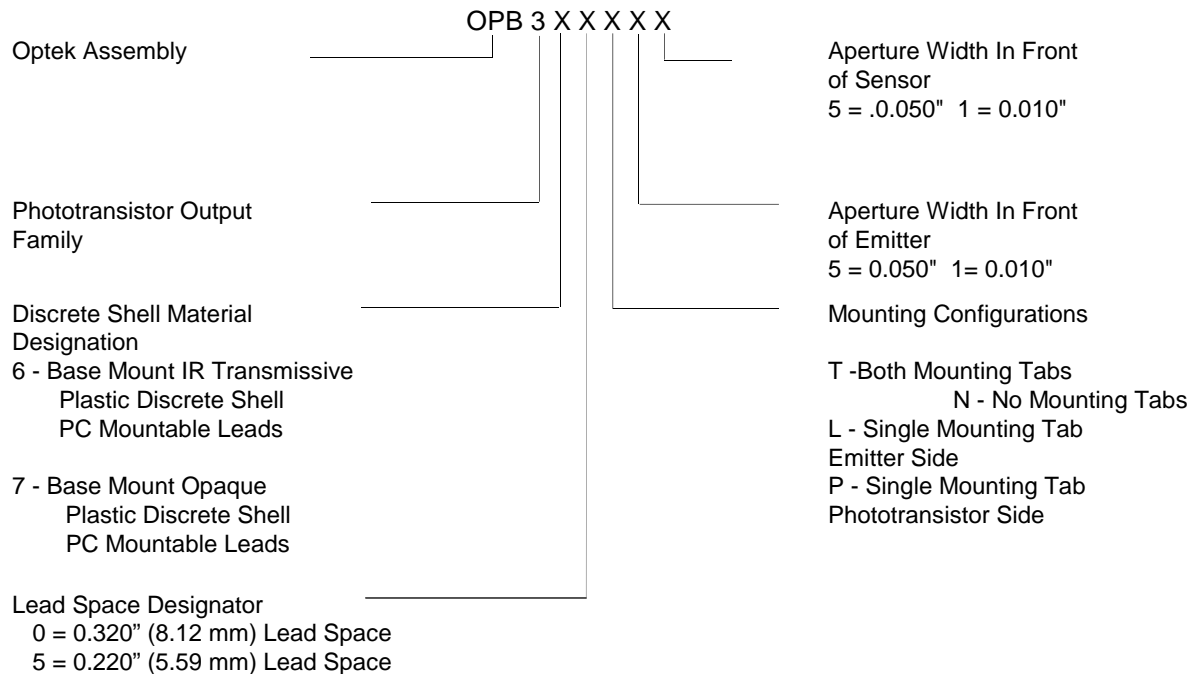 OPB 3 X X X X X
Optek Assembly
Aperture Width In Front
of Sensor
5 = .0.050" 1 = 0.010"
Phototransistor Output
Family
Aperture Width In Front
of Emitter
5 = 0.050" 1= 0.010"
Discrete Shell Material
Designation
6 - Base Mount IR Transmissive
Plastic Discrete Shell
PC Mountable Leads
7 - Base Mount Opaque
Plastic Discrete Shell
PC Mountable Leads
Mounting Configurations
T -Both Mounting Tabs
N - No Mounting Tabs
L - Single Mounting Tab
Emitter Side
P - Single Mounting Tab
Phototransistor Side
Lead Space Designator
0 = 0.320” (8.12 mm) Lead Space
5 = 0.220” (5.59 mm) Lead Space